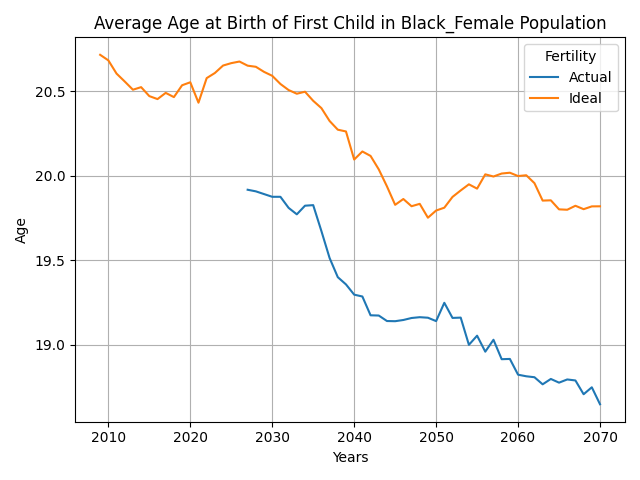 Average Age at Birth of First Child in Black_Female Population
Fertility
Actual
Ideal
20.5
20.0
19.5
19.0
Age
2010 2020 2030 2040 2050 2060 2070
Years